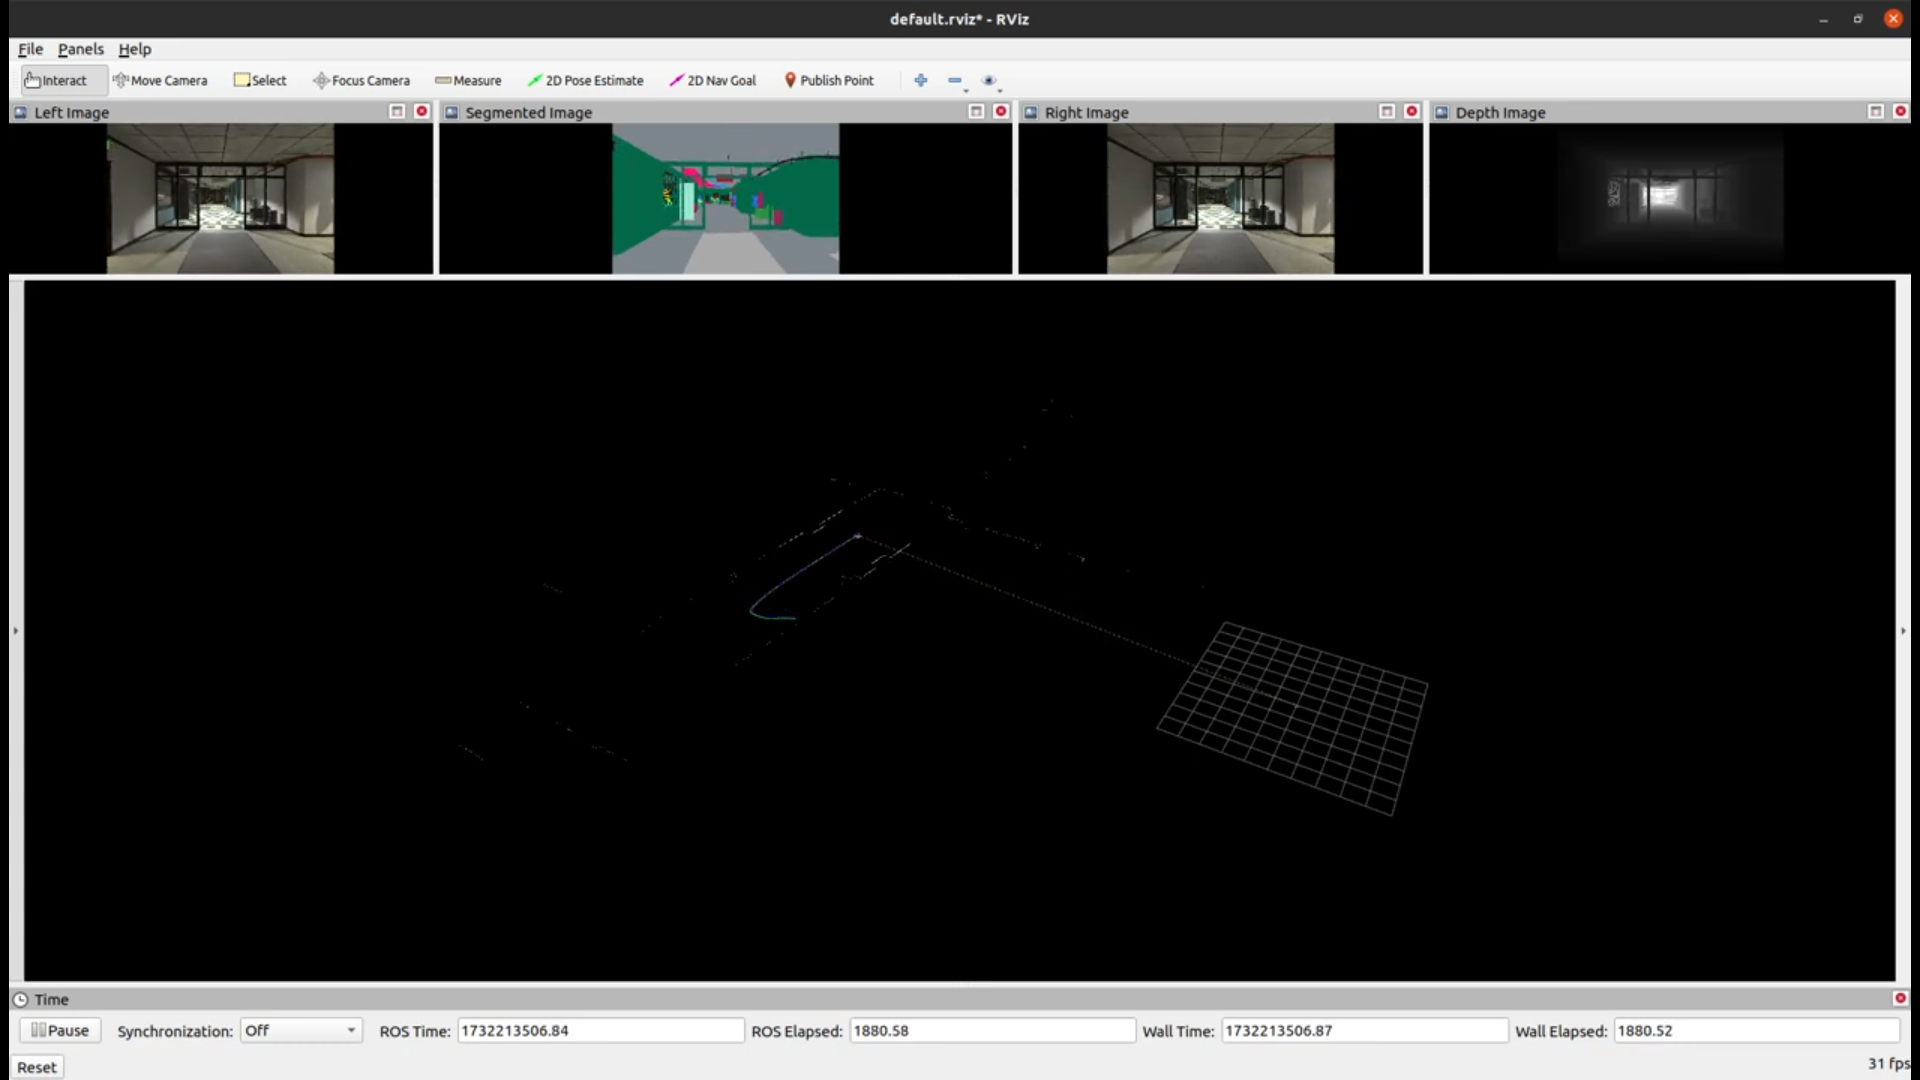 default.rviz* - RViz
File Panels Help
Interact Move Camera Select Focus Camera Measure 2D Pose Estimate 2D Nav Goal Publish Point
Left Image Segmented Image Right Image Depth Image
Time
Pause Synchronization: Off ROS Time: 1732213506.84 ROS Elapsed: 1880.58 Wall Time: 1732213506.87 Wall Elapsed: 1880.52
Reset 31 fps